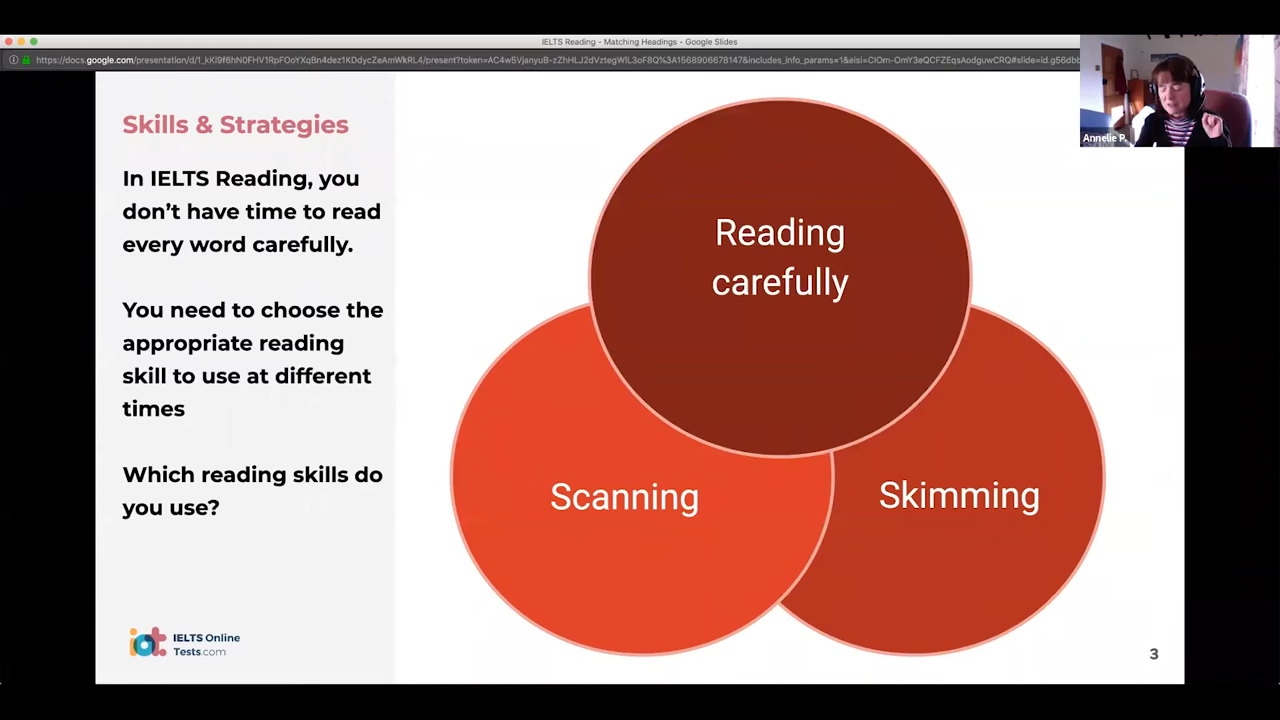 IELTS Reading - Matching Headings - Google Slides
Skills & Strategies
In IELTS Reading, you
don't have time to read
every word carefully.
You need to choose the
appropriate reading
skill to use at different
times
Which reading skills do
you use?
Reading
carefully
Scanning
Skimming
Annelie P.
IELTS Online
Tests.com
3